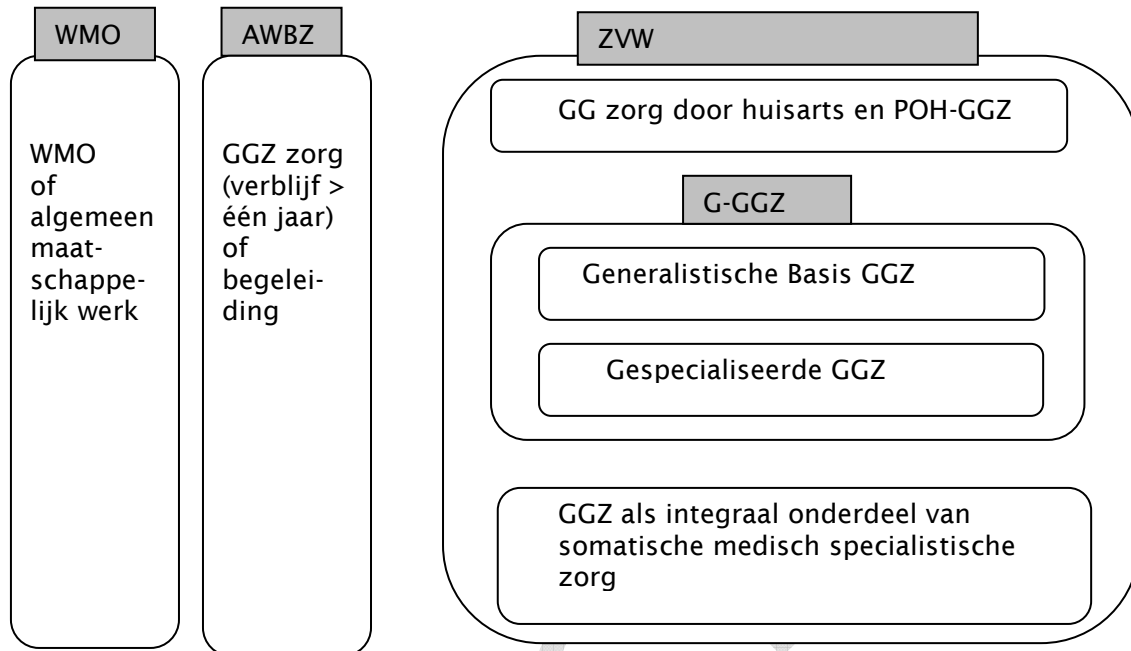 WMO
WMO
of
algemeen
maat-
schappe-
lijk werk
AWBZ
GGZ zorg
(verblijf >
één jaar)
of
begelei-
ding
ZVW
GG zorg door huisarts en POH-GGZ
G-GGZ
Generalistische Basis GGZ
Gespecialiseerde GGZ
GGZ als integraal onderdeel van
somatische medisch specialistische
zorg